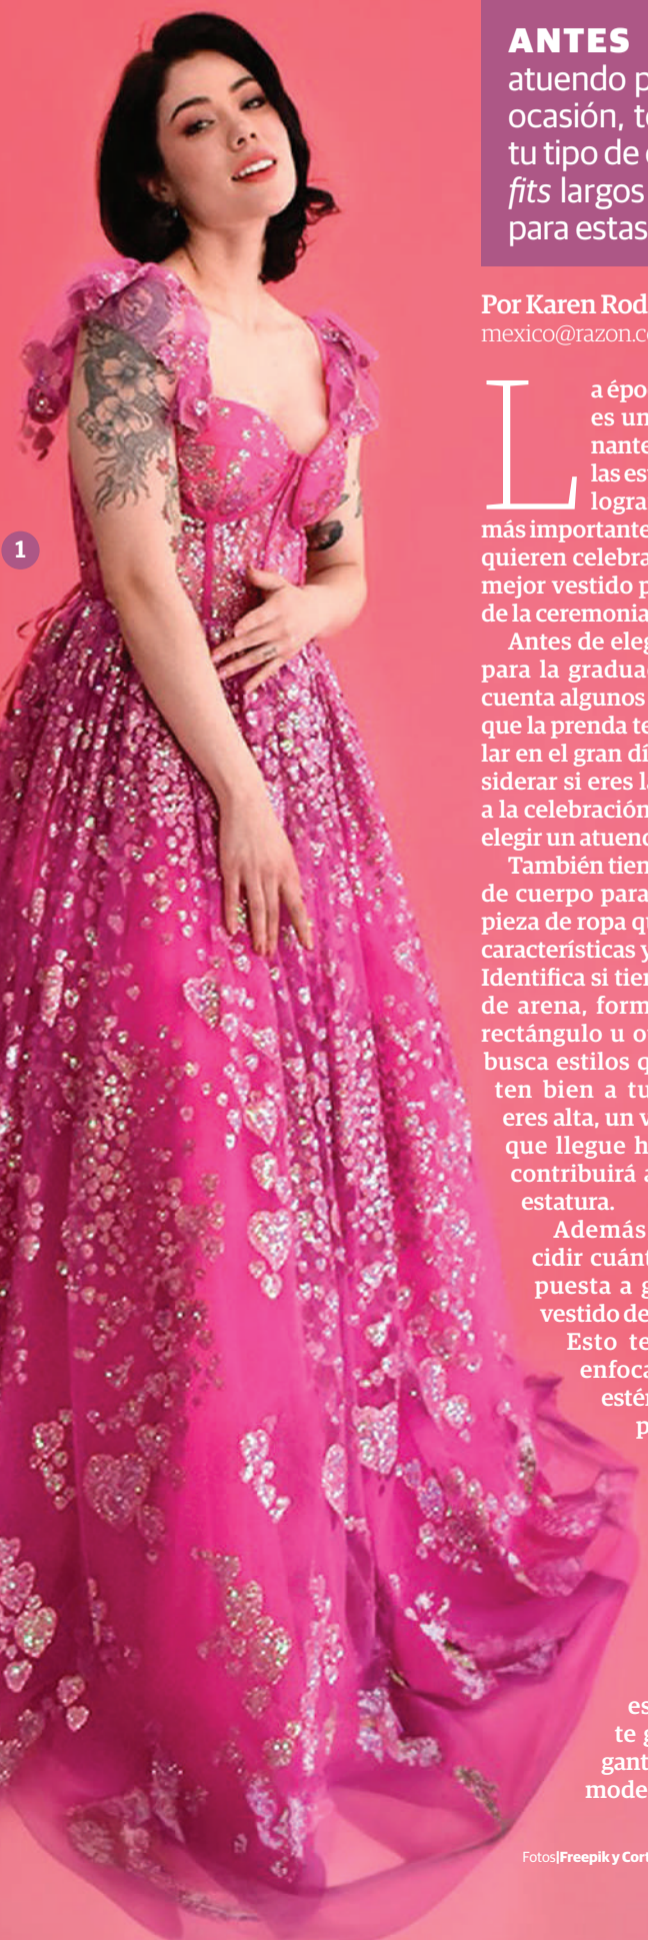 ANTES
atuendo p
ocasión, t
tu tipo de
fits largos
para estas
Por Karen Rod
mexico@razon.c
La épo
es un
nante
las es
logra
más importante
quieren celebra
mejor vestido p
de la ceremonia
Antes de eleg
para la gradua
cuenta algunos
que la prenda te
lar en el gran dí
siderar si eres l
a la celebración
elegir un atuend
También tien
de cuerpo para
pieza de ropa qu
características y
Identifica si tien
de arena, form
rectángulo u o
busca estilos q
ten bien a tu
eres alta, un v
que llegue h
contribuirá a
estatura.
Además
cidir cuánt
puesta a g
vestido de
Esto te
enfoca
estér
p
es
te g
gant
mode
Fotos|Freepik y Cort
1